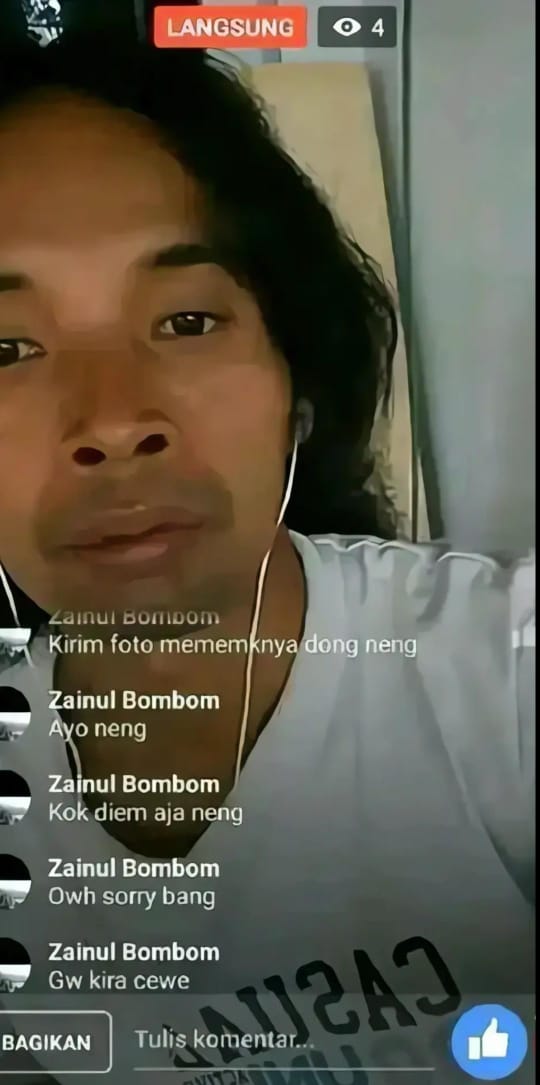 LANGSUNG
4
Zainul Bombom
Kirim foto mememknya dong neng
Zainul Bombom
Ayo neng
Zainul Bombom
Kok diem aja neng
Zainul Bombom
Owh sorry bang
Zainul Bombom
Gw kira cewe
CASUAL
BAGIKAN
Tulis komentar...